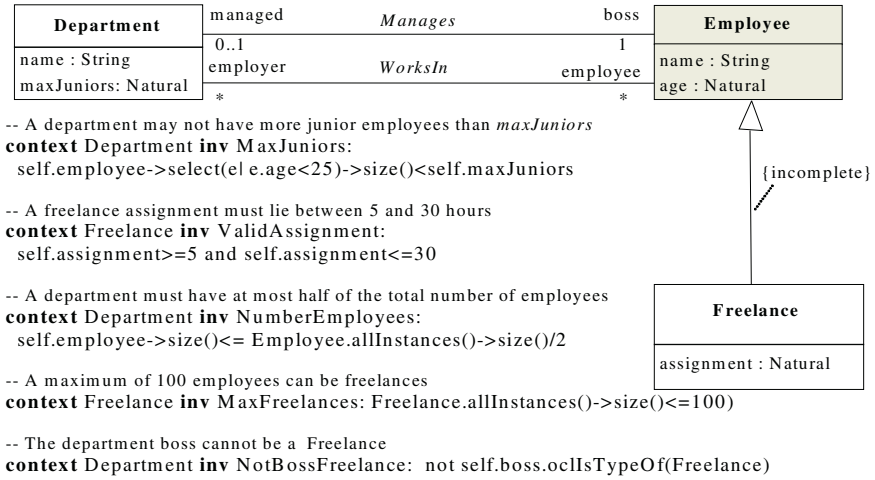 Department
name : String
maxJuniors: Natural
managed
Manages
boss
0..1
1
employer
WorksIn
employee
*
*
Employee
name : String
age : Natural
{incomplete}
Freelance
assignment : Natural
-- A department may not have more junior employees than maxJuniors
context Department inv MaxJuniors:
self.employee->select(e| e.age<25)->size()<self.maxJuniors
-- A freelance assignment must lie between 5 and 30 hours
context Freelance inv ValidAssignment:
self.assignment>=5 and self.assignment<=30
-- A department must have at most half of the total number of employees
context Department inv NumberEmployees:
self.employee->size()<= Employee.allInstances()->size()/2
-- A maximum of 100 employees can be freelances
context Freelance inv MaxFreelances: Freelance.allInstances()->size()<=100)
-- The department boss cannot be a Freelance
context Department inv NotBossFreelance: not self.boss.oclIsTypeOf(Freelance)